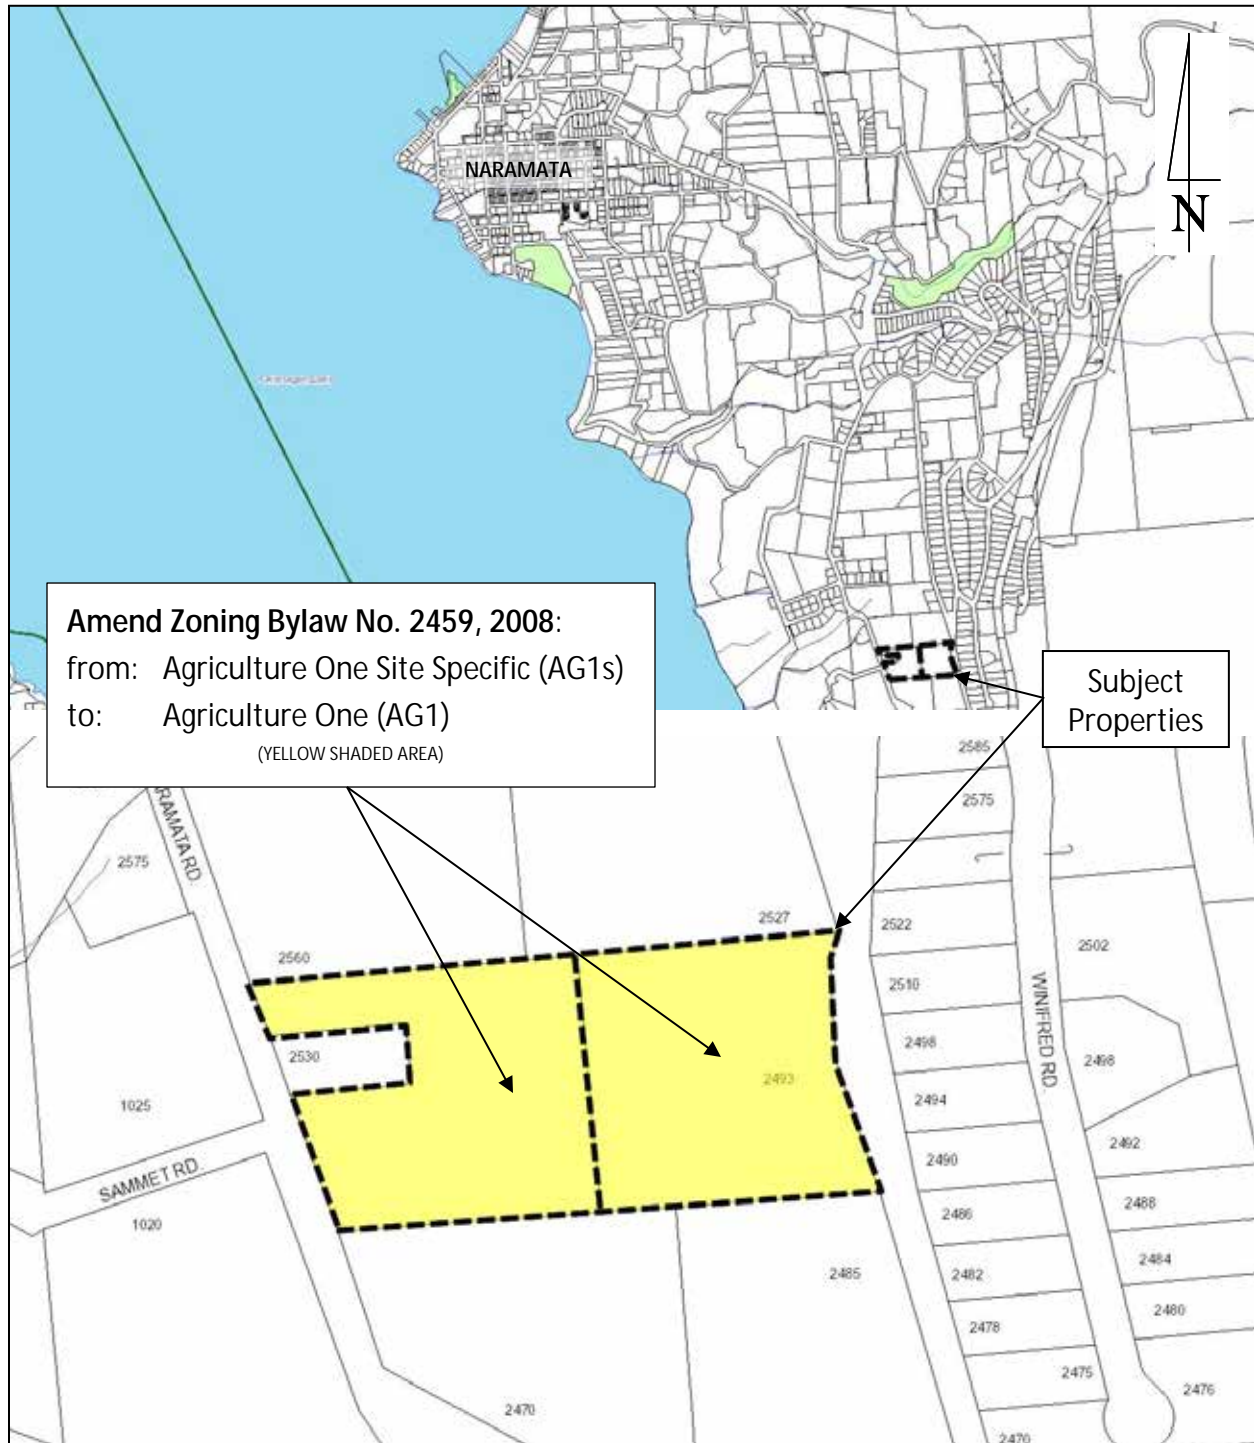 NARAMATA
N
Amend Zoning Bylaw No. 2459, 2008:
from: Agriculture One Site Specific (AG1s)
to: Agriculture One (AG1)
(YELLOW SHADED AREA)
Subject
Properties
2585
2575
2575
RAMATA RD.
2527
2522
2502
2560
2510
WINIFRED RD.
2530
2498
2498
2493
1025
2494
2492
2490
SAMMET RD.
1020
2486
2488
2485
2482
2484
2478
2480
2475
2476
2470
2470